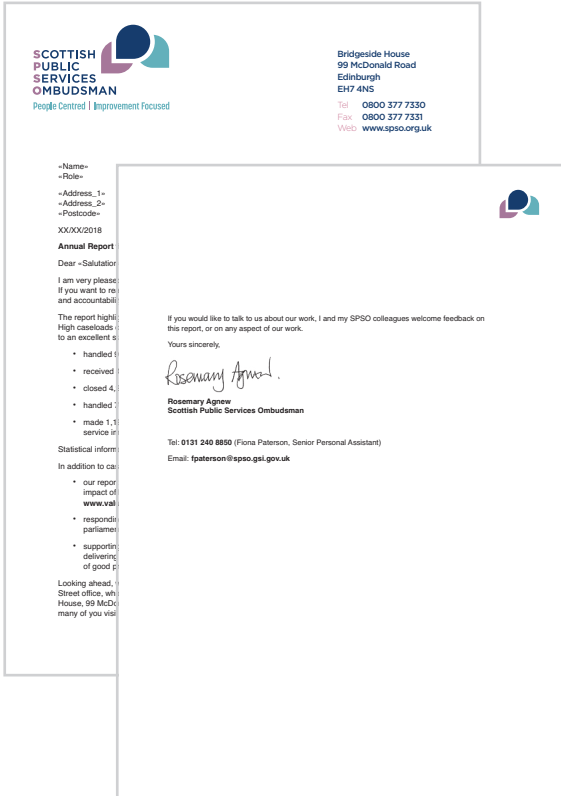 SCOTTISH
PUBLIC
SERVICES
OMBUDSMAN
People Centred | Improvement Focused
Bridgeside House
99 McDonald Road
Edinburgh
EH7 4NS
Tel 0800 377 7330
Fax 0800 377 7331
Web www.spso.org.uk
«Name»
«Role»
«Address_1»
«Address_2»
«Postcode»
XX/XX/2018
Annual Report
Dear «Salutation
I am very please
If you want to re
and accountabili
The report highli
High caseloads
to an excellent s
• handled
• received
• closed 4,
• handled
• made 1,1
service in
Statistical inform
In addition to cas
• our repor
impact of
www.val
• respondin
parliamen
• supporting
delivering
of good p
Looking ahead,
Street office, wh
House, 99 McDo
many of you visi
If you would like to talk to us about our work, I and my SPSO colleagues welcome feedback on
this report, or on any aspect of our work.
Yours sincerely,
Rosemary Agnew.
Rosemary Agnew
Scottish Public Services Ombudsman
Tel: 0131 240 8850 (Fiona Paterson, Senior Personal Assistant)
Email: fpaterson@spso.gsi.gov.uk